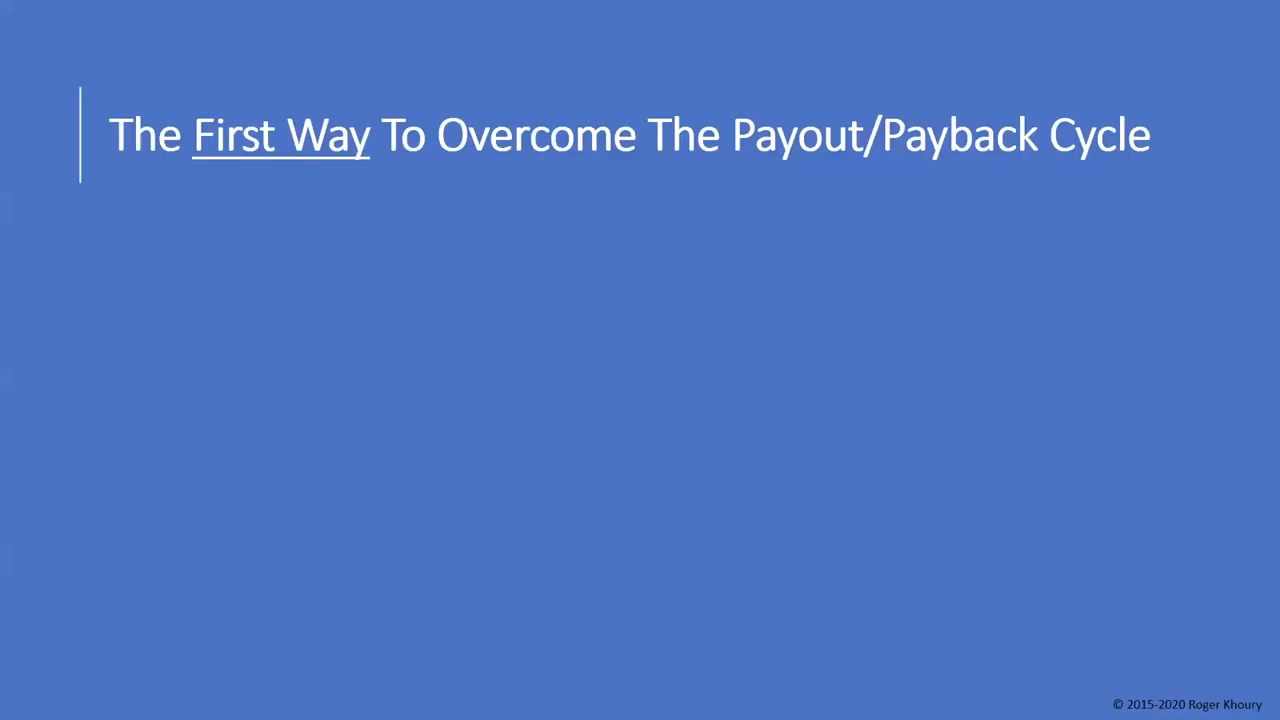 The First Way To Overcome The Payout/Payback Cycle
© 2015-2020 Roger Khoury